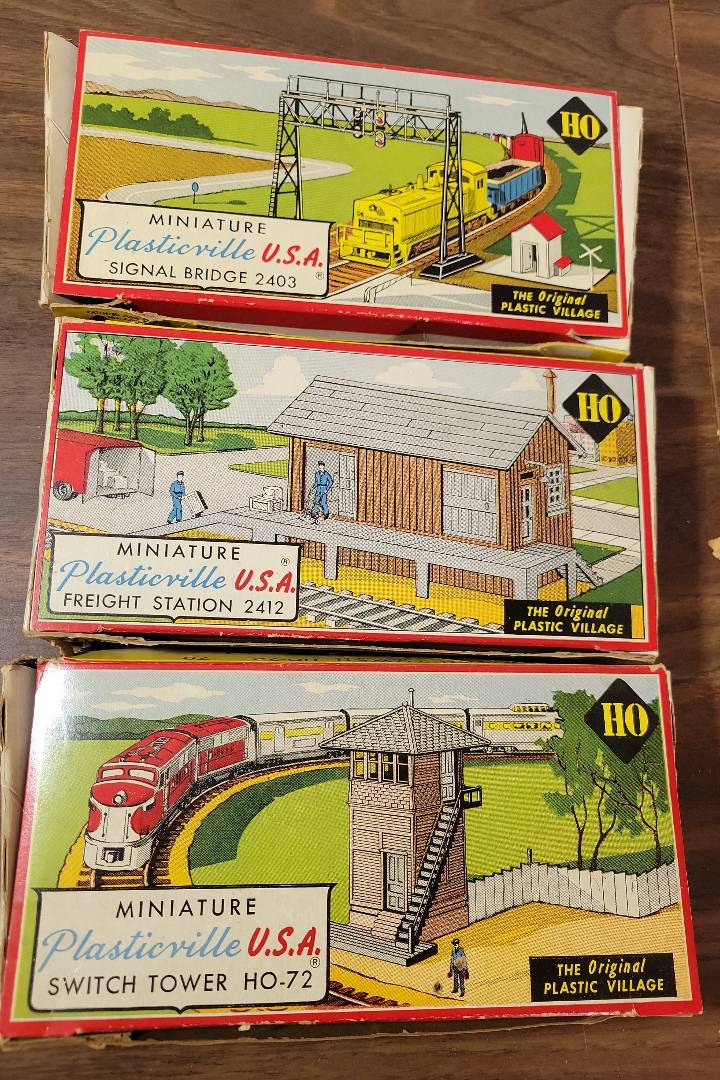 HO
MINIATURE
Plasticville U.S.A.®
SIGNAL BRIDGE 2403
THE Original
PLASTIC VILLAGE
HO
MINIATURE
Plasticville U.S.A.®
FREIGHT STATION 2412
THE Original
PLASTIC VILLAGE
HO
MINIATURE
Plasticville U.S.A.®
SWITCH TOWER HO-72
THE Original
PLASTIC VILLAGE